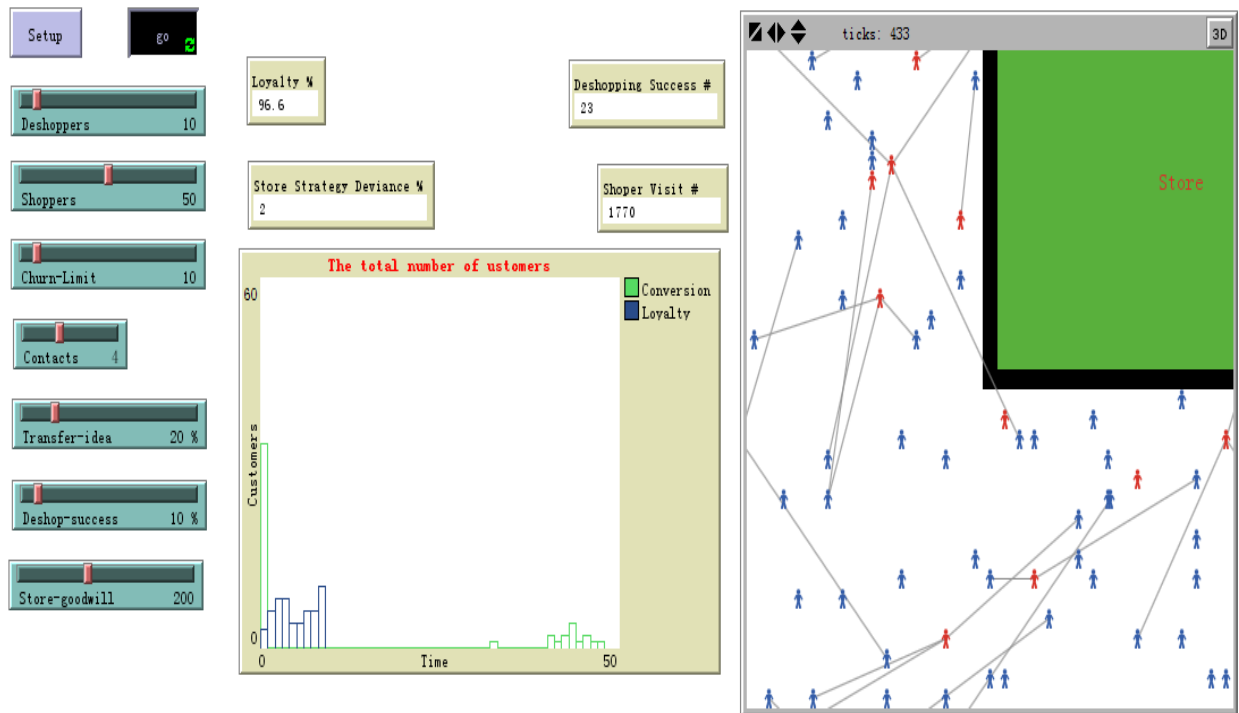 Setup
go
ticks: 433
3D
Deshoppers 10
Loyalty %
96.6
Deshopping Success #
23
Shoppers 50
Store Strategy Deviance %
2
Shoper Visit #
1770
Store
Churn-Limit 10
Contacts 4
Transfer-idea 20 %
Deshop-success 10 %
Store-goodwill 200
The total number of ustomers
60
Customers
0
0
Time
50
Conversion
Loyalty